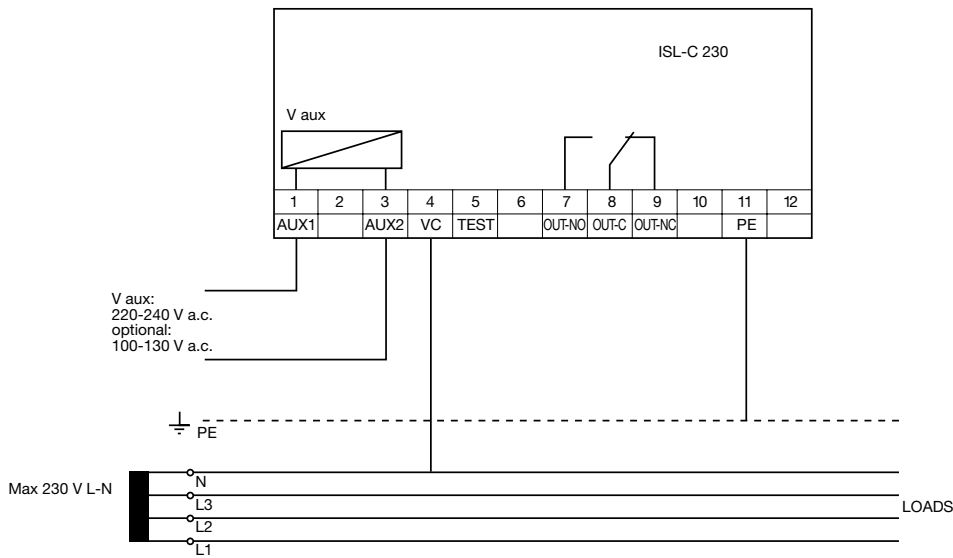 ISL-C 230
V aux
1 2 3 4 5 6 7 8 9 10 11 12
AUX1 AUX2 VC TEST OUT-NO OUT-C OUT-NC PE
V aux:
220-240 V a.c.
optional:
100-130 V a.c.
PE
Max 230 V L-N
N
L3
L2
L1
LOADS